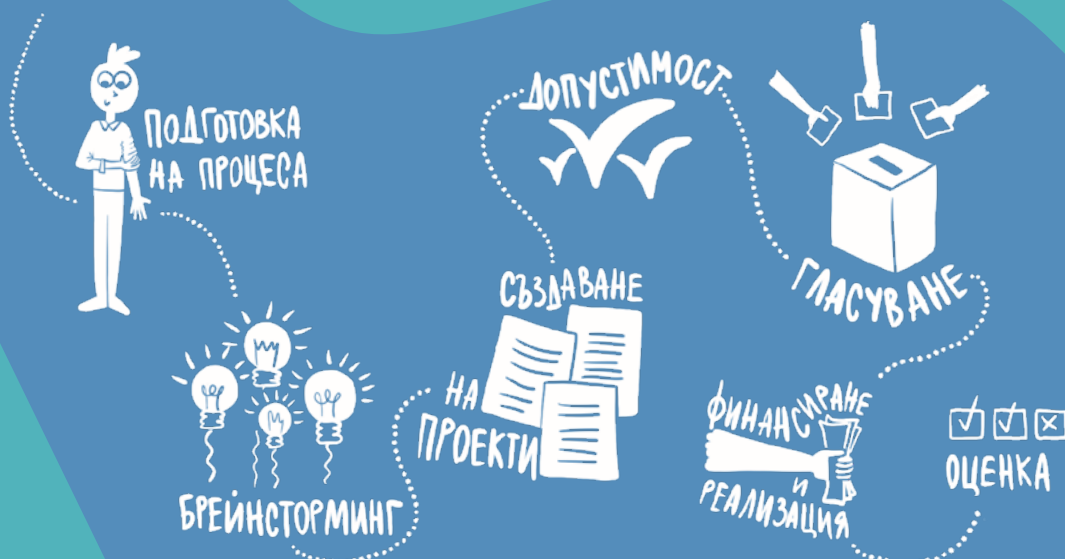 ПОДГОТОВКА
НА ПРОЦЕСА
БРЕЙНСТОРМИНГ
СЪЗДАВАНЕ
НА
ПРОЕКТИ
ДОПУСТИМОСТ
ГЛАСУВАНЕ
ФИНАНСИРАНЕ
И
РЕАЛИЗАЦИЯ
ОЦЕНКА